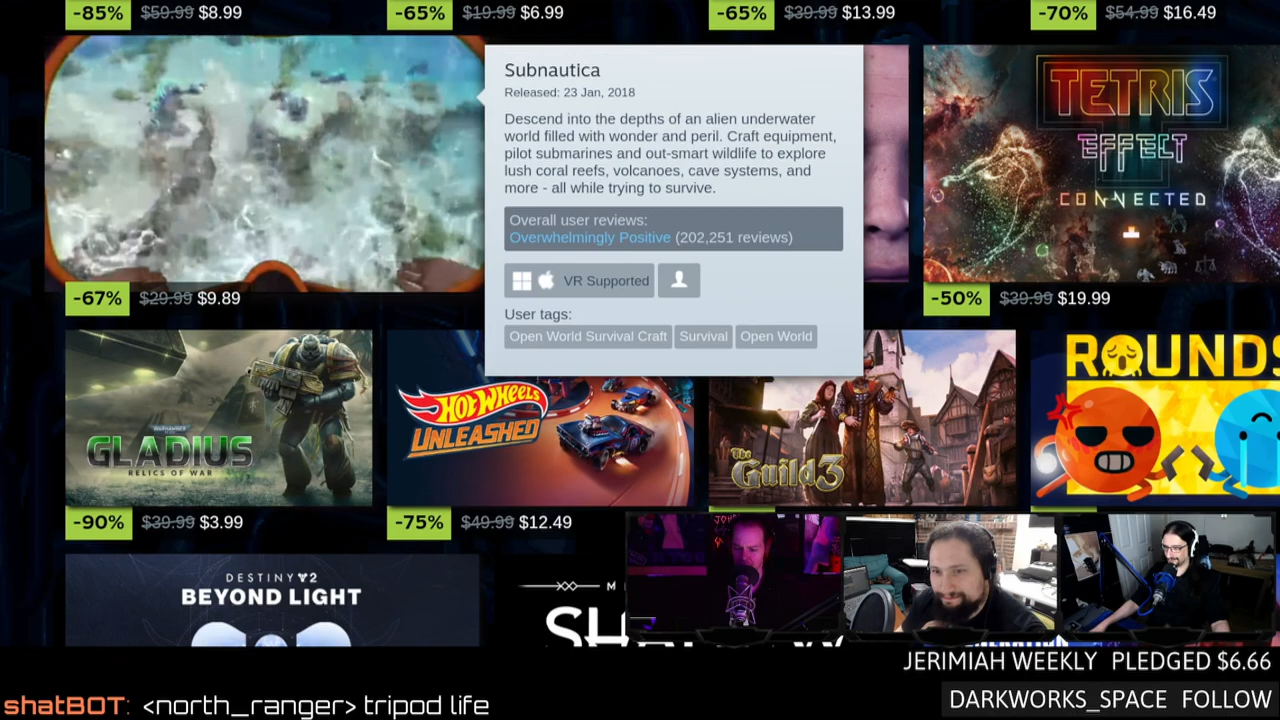 -85% $59.99 $8.99
-65% $19.99 $6.99
-65% $39.99 $13.99
-70% $54.99 $16.49
Subnautica
Released: 23 Jan, 2018
Descend into the depths of an alien underwater
world filled with wonder and peril. Craft equipment,
pilot submarines and out-smart wildlife to explore
lush coral reefs, volcanoes, cave systems, and
more - all while trying to survive.
Overall user reviews:
Overwhelmingly Positive (202,251 reviews)
VR Supported
User tags:
Open World Survival Craft Survival Open World
TETRIS
EFFECT
CONNECTED
-67% $29.99 $9.89
-50% $39.99 $19.99
WARHAMMER
GLADIUS
RELICS OF WAR
HOT WHEELS
UNLEASHED
The
Guild 3
ROUNDS
-90% $39.99 $3.99
-75% $49.99 $12.49
DESTINY 2
BEYOND LIGHT
JERIMIAH WEEKLY PLEDGED $6.66
DARKWORKS_SPACE FOLLOW
shatBOT: <north_ranger> tripod life